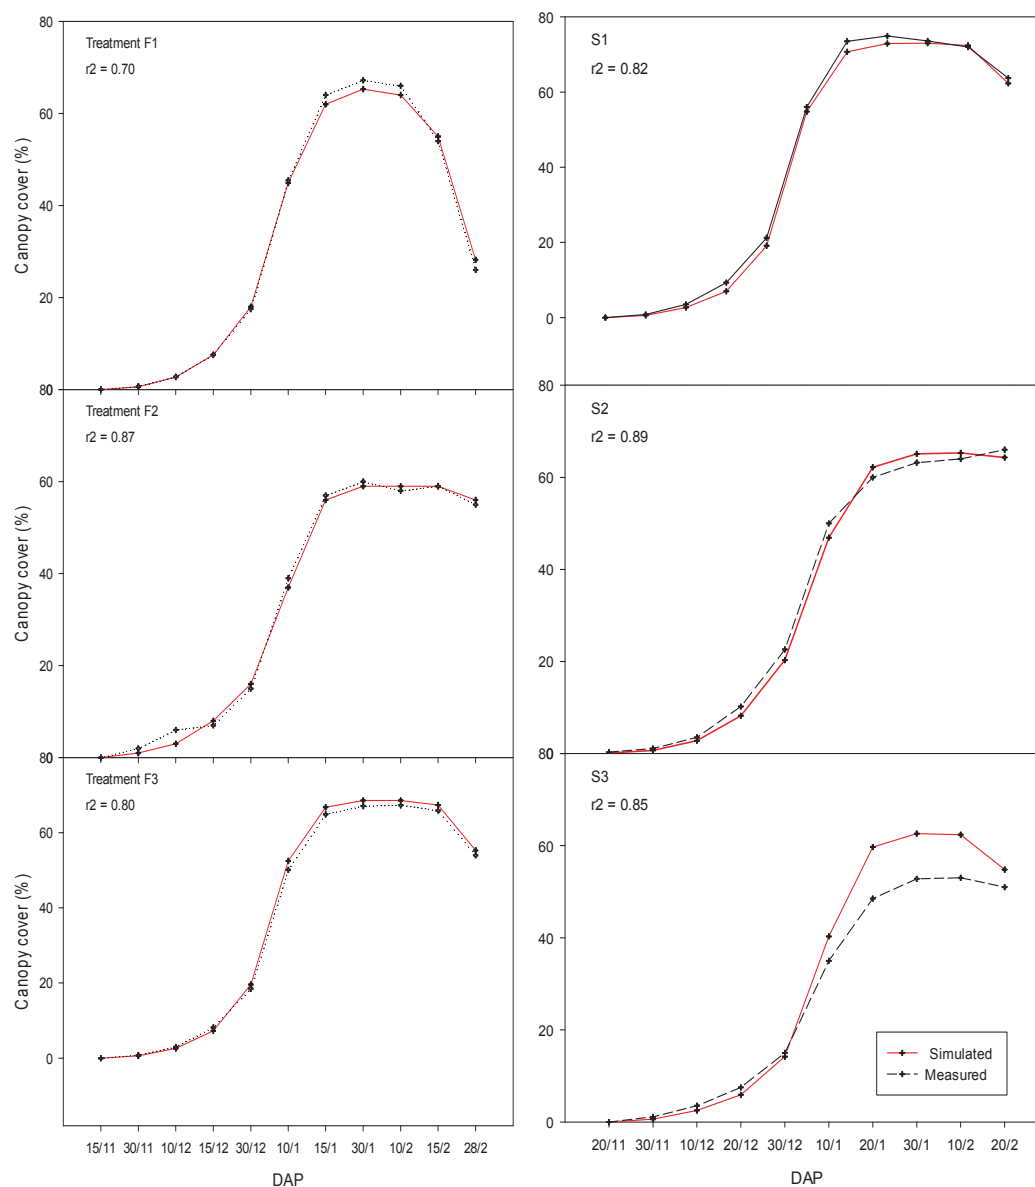 80
Treatment F1
r2 = 0.70
60
40
20
Canopy cover (%)
80
Treatment F2
r2 = 0.87
60
40
20
Canopy cover (%)
80
Treatment F3
r2 = 0.80
60
40
20
0
Canopy cover (%)
15/11 30/11 10/12 15/12 30/12 10/1 15/1 30/1 10/2 15/2 28/2
DAP
80
S1
r2 = 0.82
60
40
20
0
80
S2
r2 = 0.89
60
40
20
80
S3
r2 = 0.85
60
40
20
0
Simulated
Measured
20/11 30/11 10/12 20/12 30/12 10/1 20/1 30/1 10/2 20/2
DAP